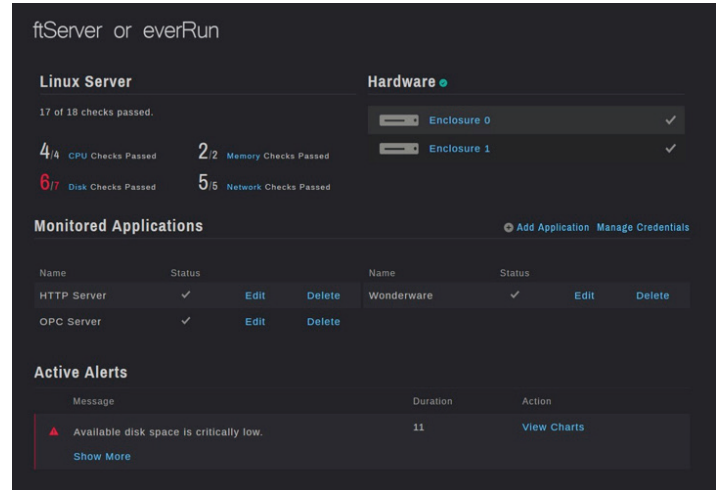 ftServer or everRun
Linux Server
17 of 18 checks passed.
4/4 CPU Checks Passed
2/2 Memory Checks Passed
6/7 Disk Checks Passed
5/5 Network Checks Passed
Hardware
Enclosure 0
Enclosure 1
Monitored Applications
Add Application Manage Credentials
Name Status Name Status
HTTP Server Edit Delete Wonderware Edit Delete
OPC Server Edit Delete
Active Alerts
Message Duration Action
Available disk space is critically low. 11 View Charts
Show More